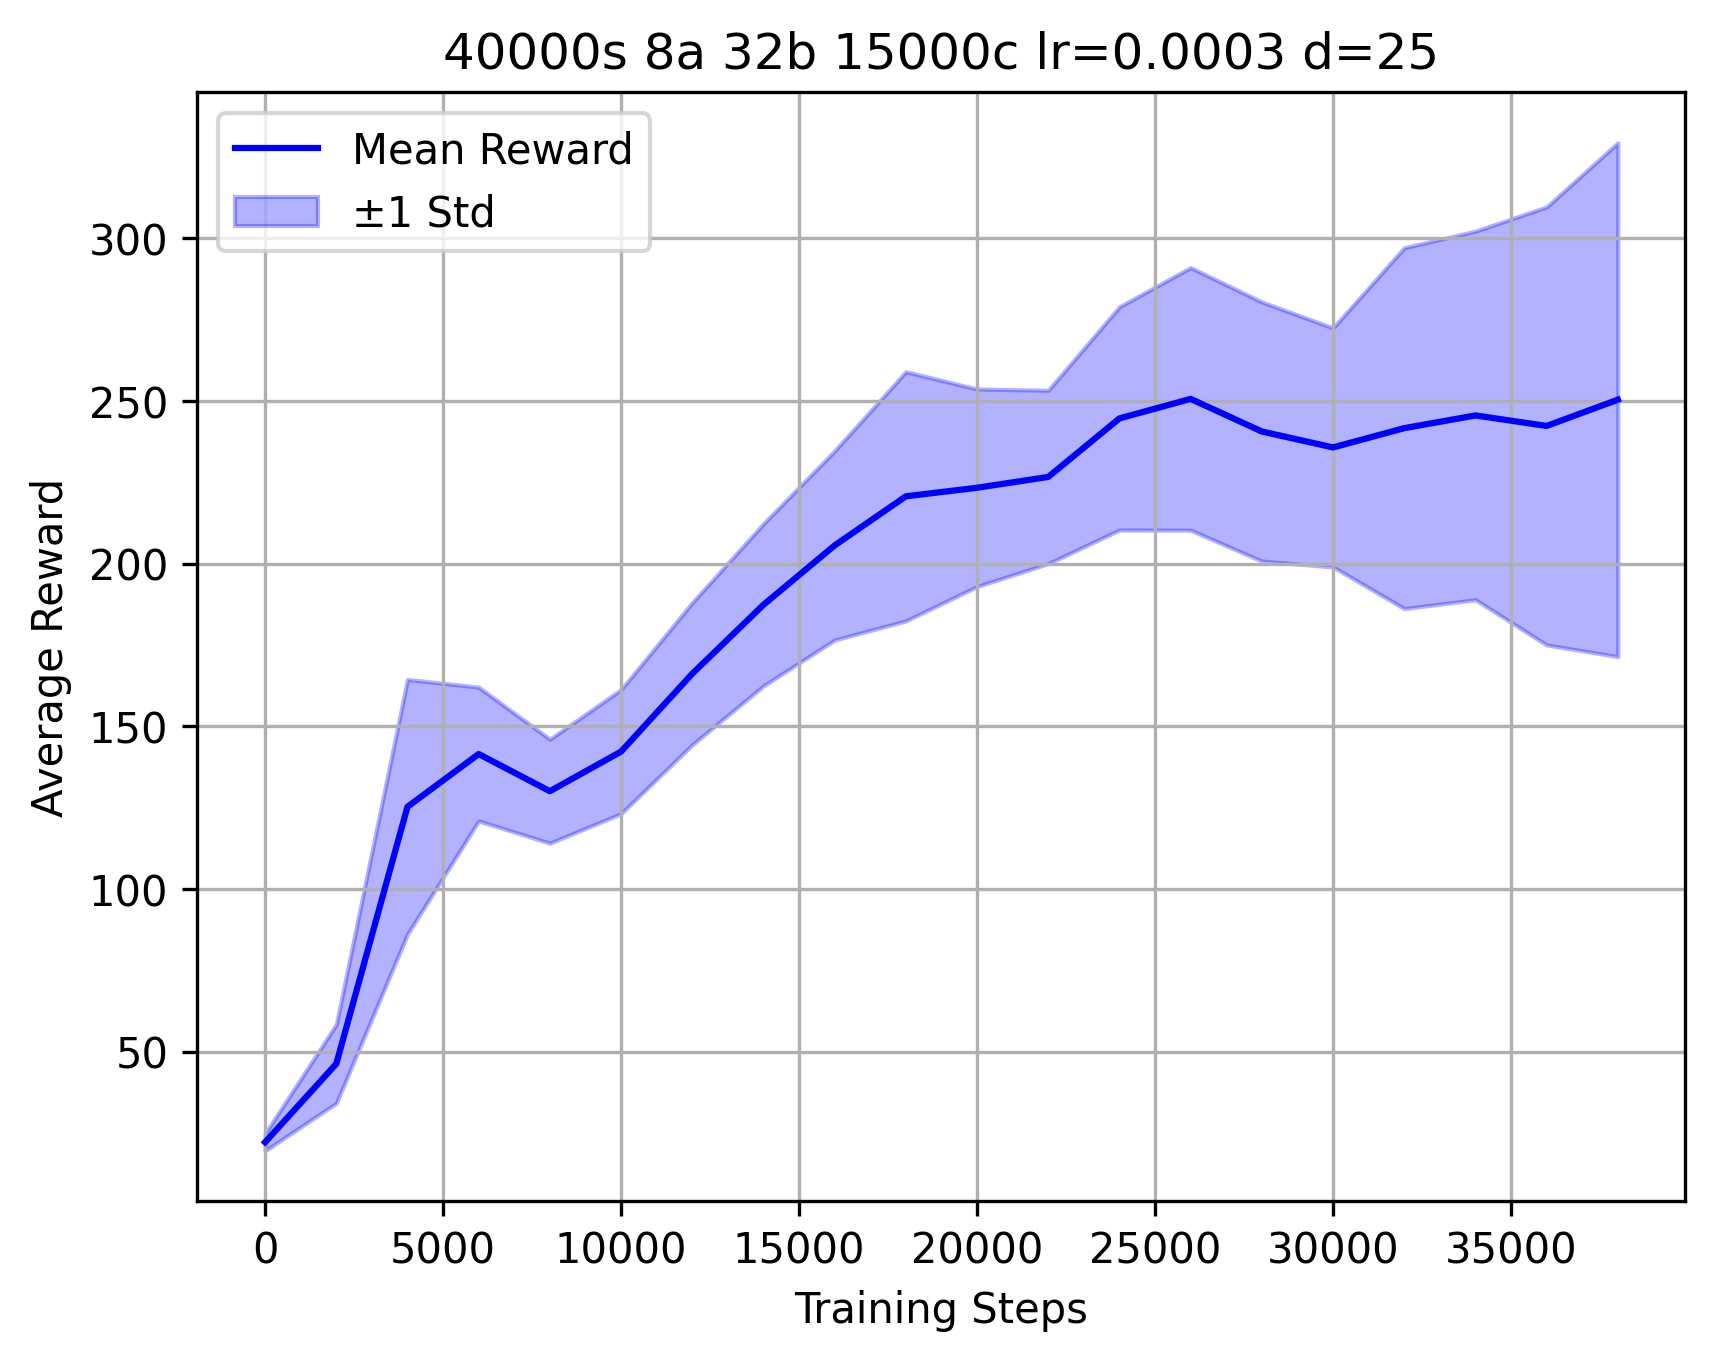 40000s 8a 32b 15000c lr=0.0003 d=25
Mean Reward
±1 Std
Average Reward
300
250
200
150
100
50
0 5000 10000 15000 20000 25000 30000 35000
Training Steps